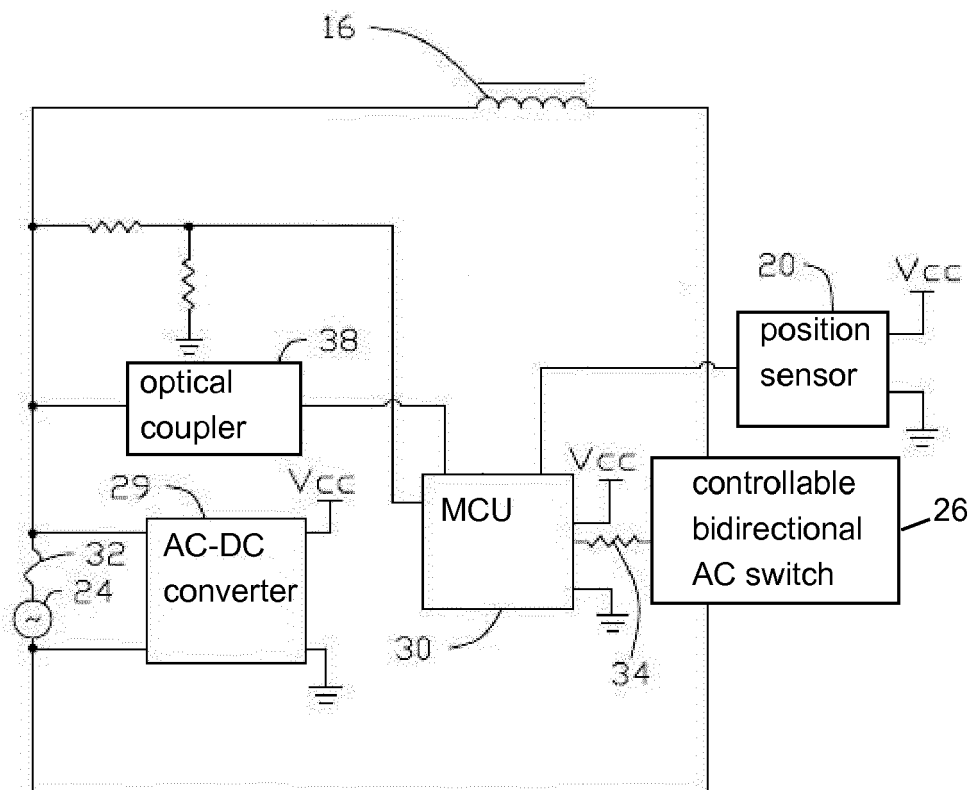 16
20
Vcc
position
sensor
38
optical
coupler
Vcc
Vcc
29
MCU
controllable
bidirectional
AC switch
26
AC-DC
converter
32
24
~
30
34